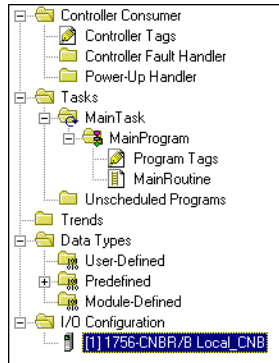 Controller Consumer
Controller Tags
Controller Fault Handler
Power-Up Handler
Tasks
MainTask
MainProgram
Program Tags
MainRoutine
Unscheduled Programs
Trends
Data Types
User-Defined
Predefined
Module-Defined
I/O Configuration
[1] 1756-CNBR/B Local_CNB